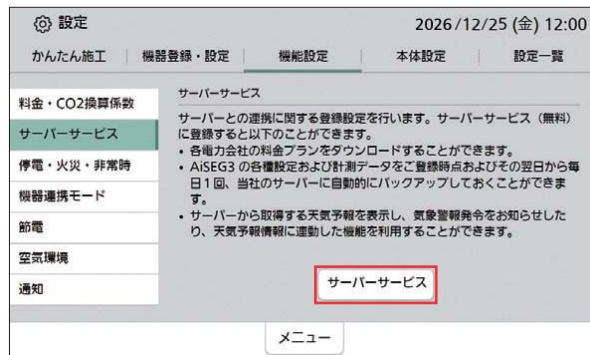 設定
2026/12/25 (金) 12:00
かんたん施工
機器登録・設定
機能設定
本体設定
設定一覧
料金・CO2換算係数
サーバーサービス
停電・火災・非常時
機器連携モード
節電
空気環境
通知
サーバーサービス
サーバーとの連携に関する登録設定を行います。サーバーサービス（無料）
に登録すると以下のことができます。
• 各電力会社の料金プランをダウンロードすることができます。
• AiSEG3 の各種設定および計測データをご登録時点およびその翌日から毎
日1回、当社のサーバーに自動的にバックアップしておくことができま
す。
• サーバーから取得する天気予報を表示し、気象警報発令をお知らせした
り、天気予報情報に連動した機能を利用することができます。
サーバーサービス
メニュー